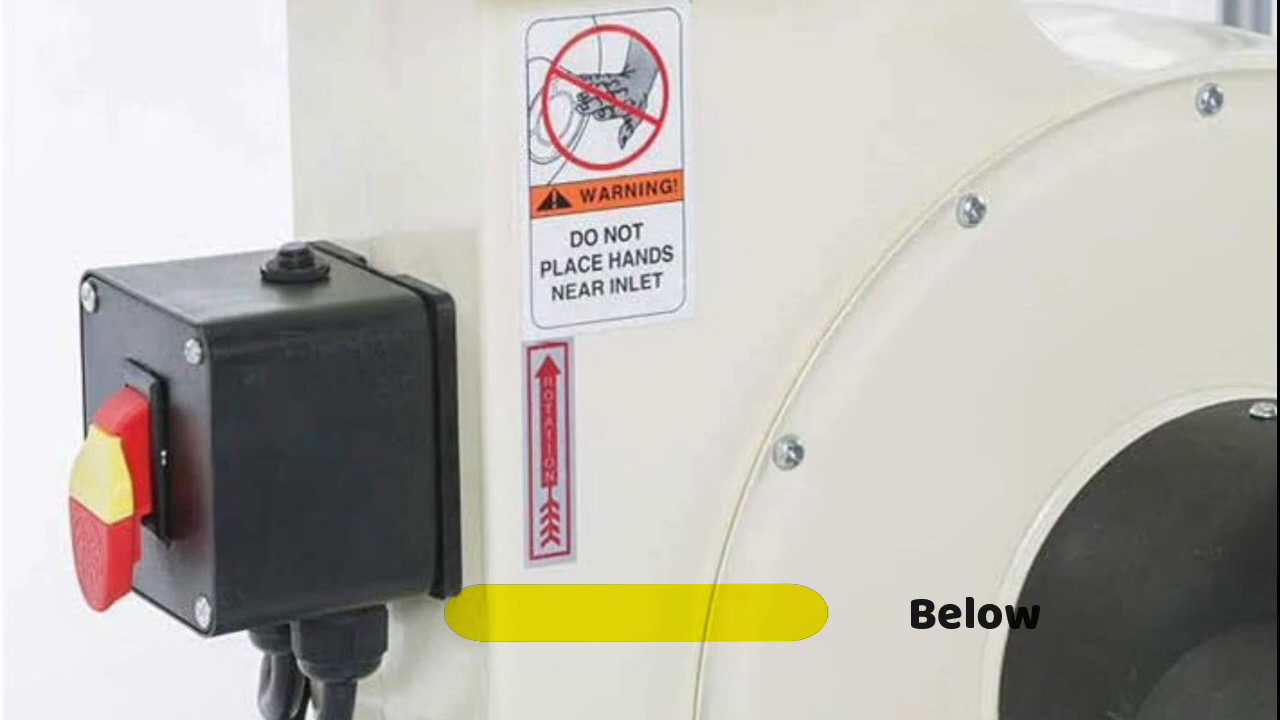 WARNING!
DO NOT
PLACE HANDS
NEAR INLET
ROTATION
Below